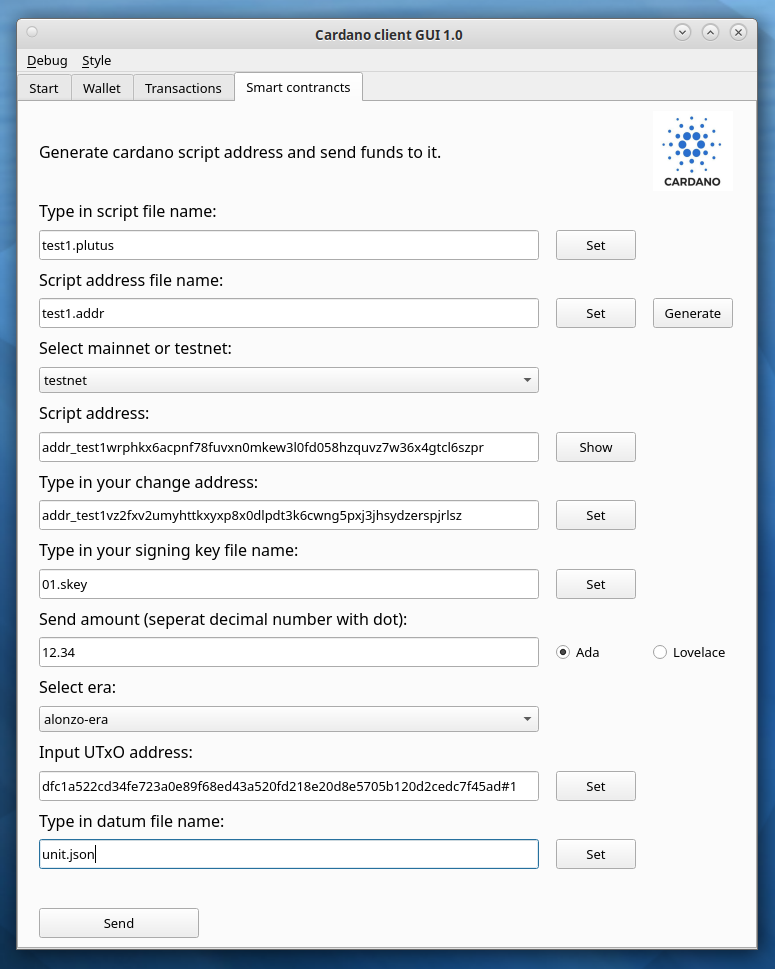 Cardano client GUI 1.0
Debug Style
Start Wallet Transactions Smart contrancts
Generate cardano script address and send funds to it.
CARDANO
Type in script file name:
test1.plutus Set
Script address file name:
test1.addr Set Generate
Select mainnet or testnet:
testnet
Script address:
addr_test1wrphkx6acpnf78fuvxn0mkew3l0fd058hzquvz7w36x4gtcl6szpr Show
Type in your change address:
addr_test1vz2fxv2umyhttkxyxp8x0dlpdt3k6cwng5pxj3jhsydzerspjrlsz Set
Type in your signing key file name:
01.skey Set
Send amount (seperat decimal number with dot):
12.34 Ada Lovelace
Select era:
alonzo-era
Input UTxO address:
dfc1a522cd34fe723a0e89f68ed43a520fd218e20d8e5705b120d2cedc7f45ad#1 Set
Type in datum file name:
unit.json Set
Send